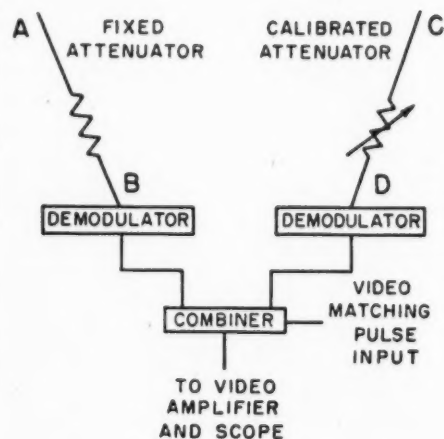 A
FIXED
ATTENUATOR
CALIBRATED
ATTENUATOR
C
B
D
DEMODULATOR
DEMODULATOR
VIDEO
MATCHING
PULSE
INPUT
COMBINER
TO VIDEO
AMPLIFIER
AND SCOPE